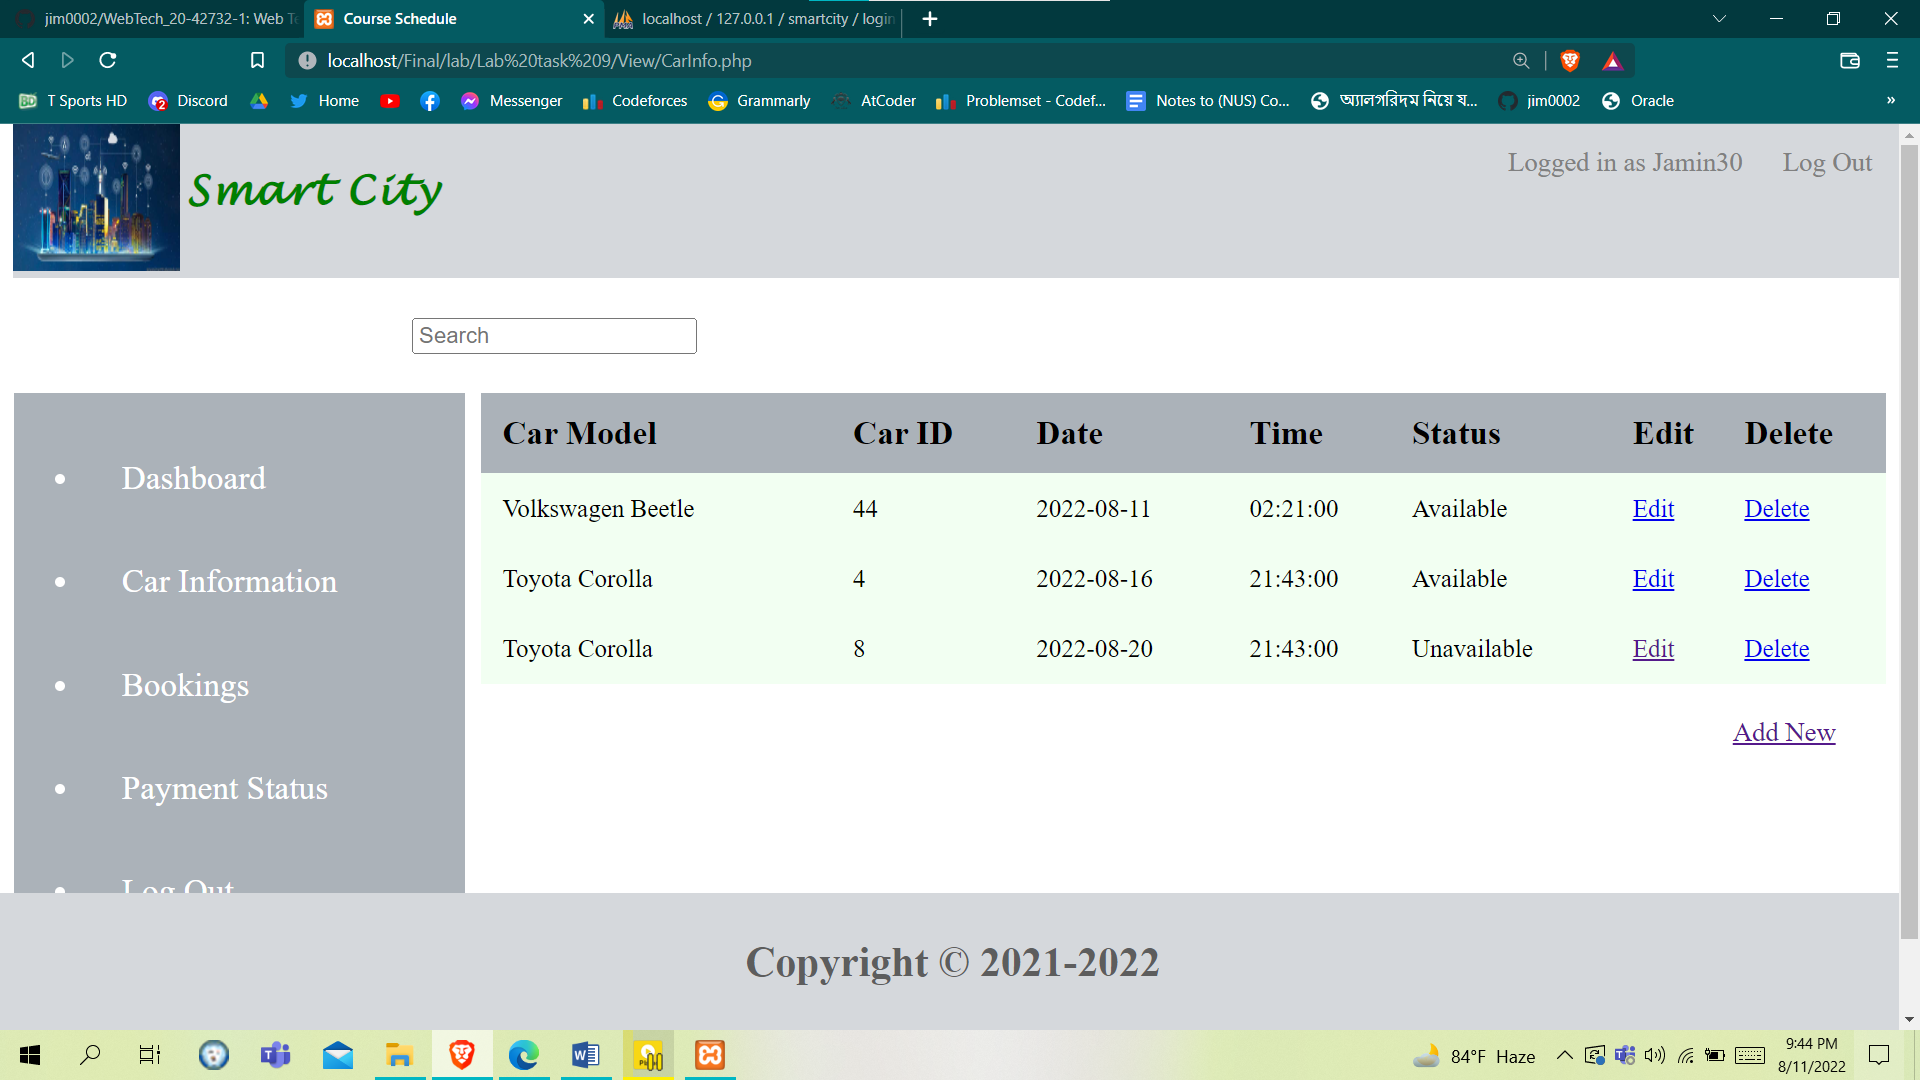 jim0002/WebTech_20-42732-1: Web Te
Course Schedule
localhost / 127.0.0.1 / smartcity / login
localhost/Final/lab/Lab%20task%209/View/CarInfo.php
T Sports HD Discord Home Messenger Codeforces Grammarly AtCoder Problemset - Codef... Notes to (NUS) Co... অ্যালগরিদম নিয়ে য... jim0002 Oracle »
Smart City
Logged in as Jamin30 Log Out
Search
Dashboard
Car Information
Bookings
Payment Status
Log Out
Car Model Car ID Date Time Status Edit Delete
Volkswagen Beetle 44 2022-08-11 02:21:00 Available Edit Delete
Toyota Corolla 4 2022-08-16 21:43:00 Available Edit Delete
Toyota Corolla 8 2022-08-20 21:43:00 Unavailable Edit Delete
Add New
Copyright © 2021-2022
84°F Haze
9:44 PM
8/11/2022